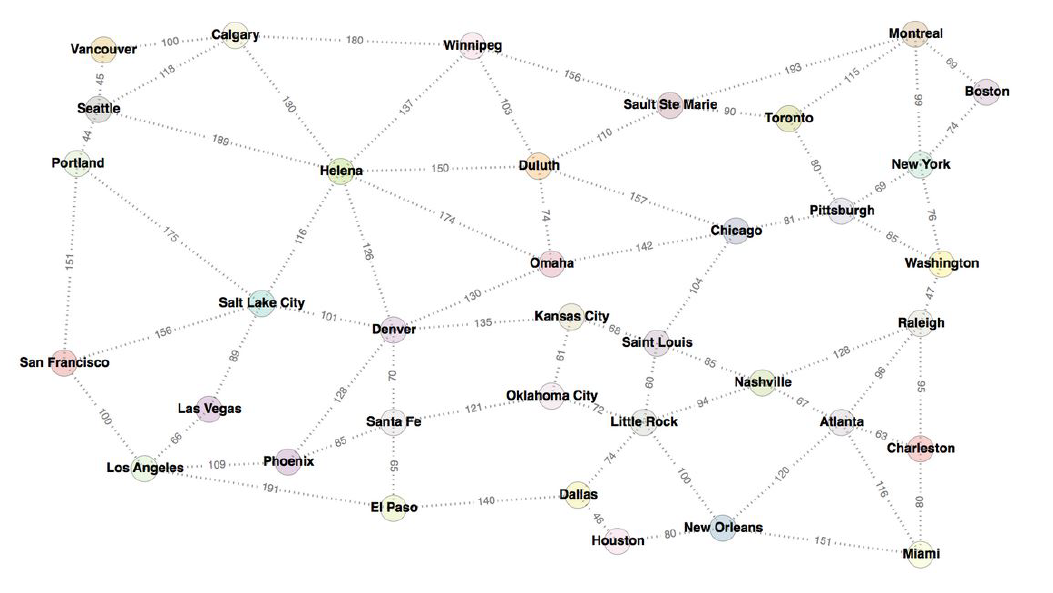 Montreal
Calgary
Vancouver
100
180
Winnipeg
69
193
118
156
115
45
Boston
Sault Ste Marie
90
Toronto
99
130
137
103
Seattle
110
74
44
189
80
Portland
Helena
150
Duluth
New York
69
157
174
74
Pittsburgh
76
81
Chicago
175
116
85
142
126
151
Omaha
Washington
104
130
47
Salt Lake City
101
Denver
135
Kansas City
68
Raleigh
156
Saint Louis
128
San Francisco
89
61
85
Nashville
98
70
60
95
128
Oklahoma City
94
67
Las Vegas
100
121
72
66
Santa Fe
Little Rock
Atlanta
63
85
Charleston
Los Angeles
109
Phoenix
65
74
100
120
191
116
Dallas
88
El Paso
140
46
New Orleans
Houston
80
151
Miami